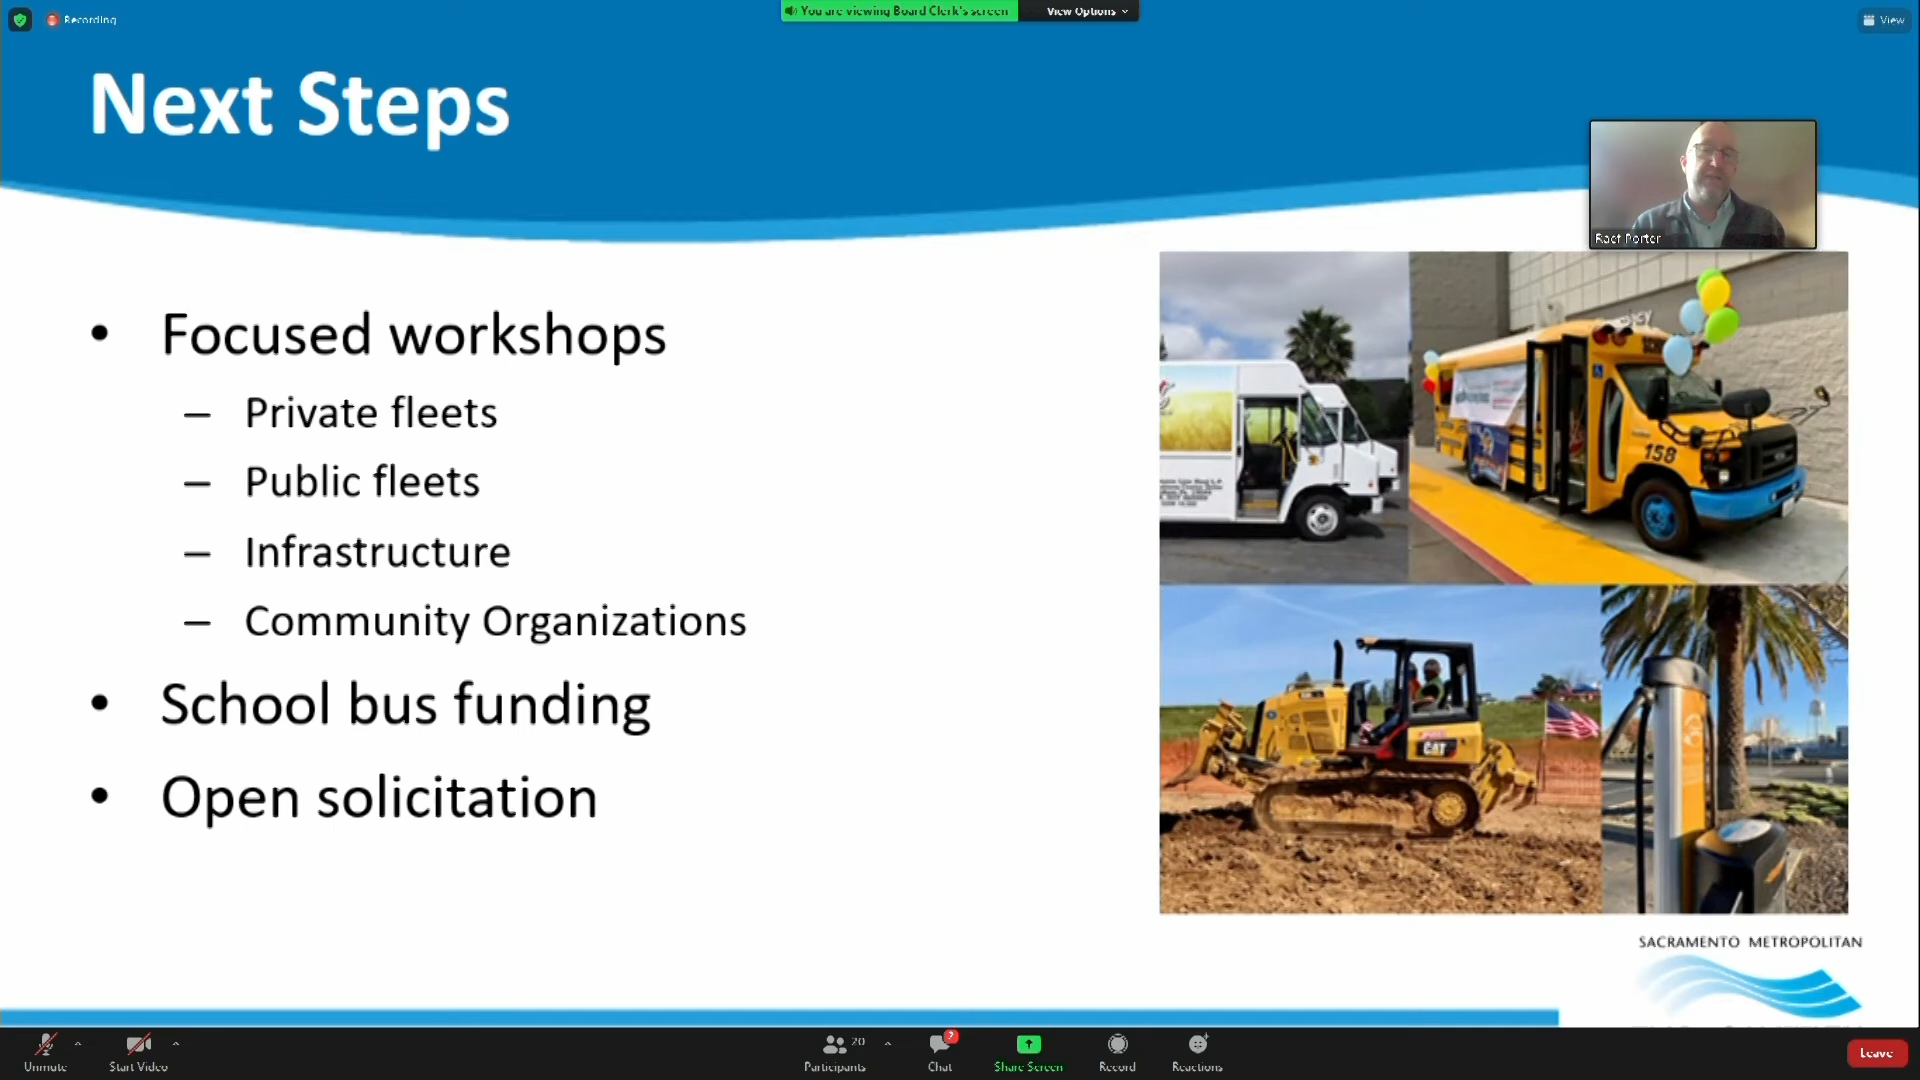 Recording
You are viewing Board Clerk's screen
View Options
View
Next Steps
Raef Porter
• Focused workshops
– Private fleets
– Public fleets
– Infrastructure
– Community Organizations
• School bus funding
• Open solicitation
158
CAT
SACRAMENTO METROPOLITAN
Unmute
Start Video
Participants
20
Chat
Share Screen
Record
Reactions
Leave